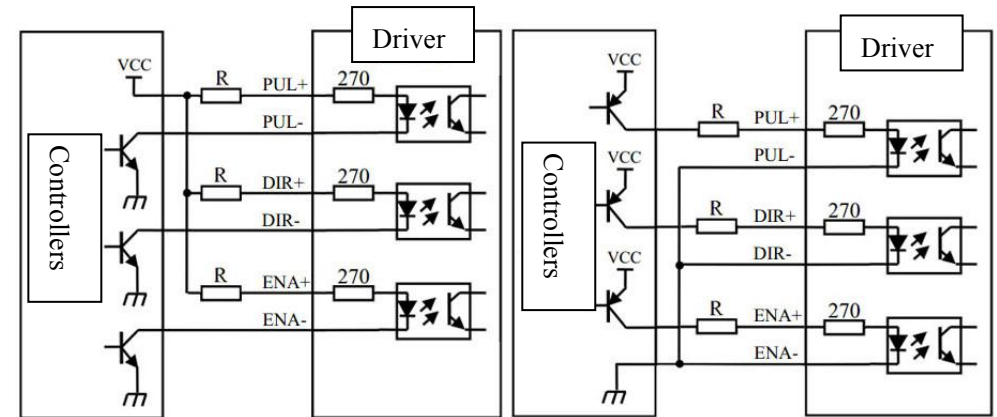 Driver
VCC
R
PUL+
270
PUL-
Controllers
R
DIR+
270
DIR-
R
ENA+
270
ENA-
Driver
VCC
R
PUL+
270
PUL-
VCC
Controllers
R
DIR+
270
DIR-
VCC
R
ENA+
270
ENA-